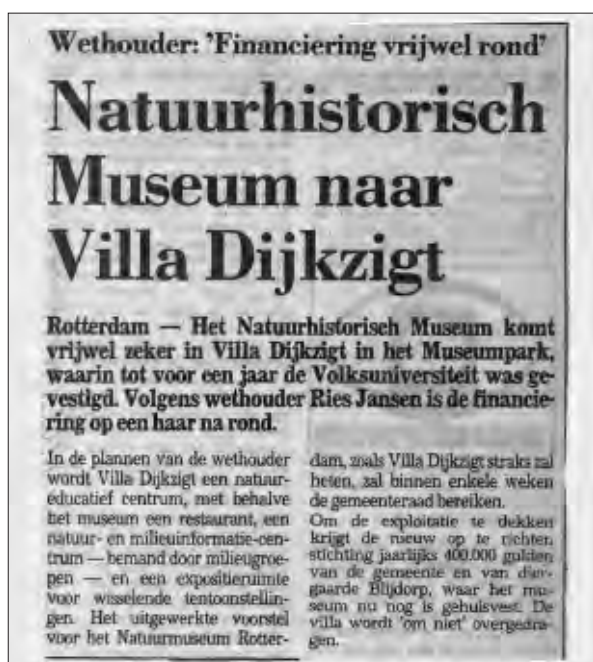 Wethouder: 'Financiering vrijwel rond'
Natuurhistorisch
Museum naar
Villa Dijkzigt
Rotterdam — Het Natuurhistorisch Museum komt
vrijwel zeker in Villa Dijkzigt in het Museumpark,
waarin tot voor een jaar de Volksuniversiteit was ge-
vestigd. Volgens wethouder Ries Jansen is de financie-
ring op een haar na rond.
In de plannen van de wethouder
wordt Villa Dijkzigt een natuur-
educatief centrum, met behalve
het museum een restaurant, een
natuur- en milieuinformatie-cen-
trum — bemand door milieugroe-
pen — en een expositieruimte
voor wisselende tentoonstellin-
gen. Het uitgewerkte voorstel
voor het Natuurmuseum Rotter-
dam, zoals Villa Dijkzigt straks zal
heten, zal binnen enkele weken
de gemeenteraad bereiken.
Om de exploitatie te dekken
krijgt de nieuw op te richten
stichting jaarlijks 400.000 gulden
van de gemeente en van dier-
gaarde Blijdorp, waar het mu-
seum nu nog is gehuisvest. De
villa wordt 'om niet' overgedra-
gen.